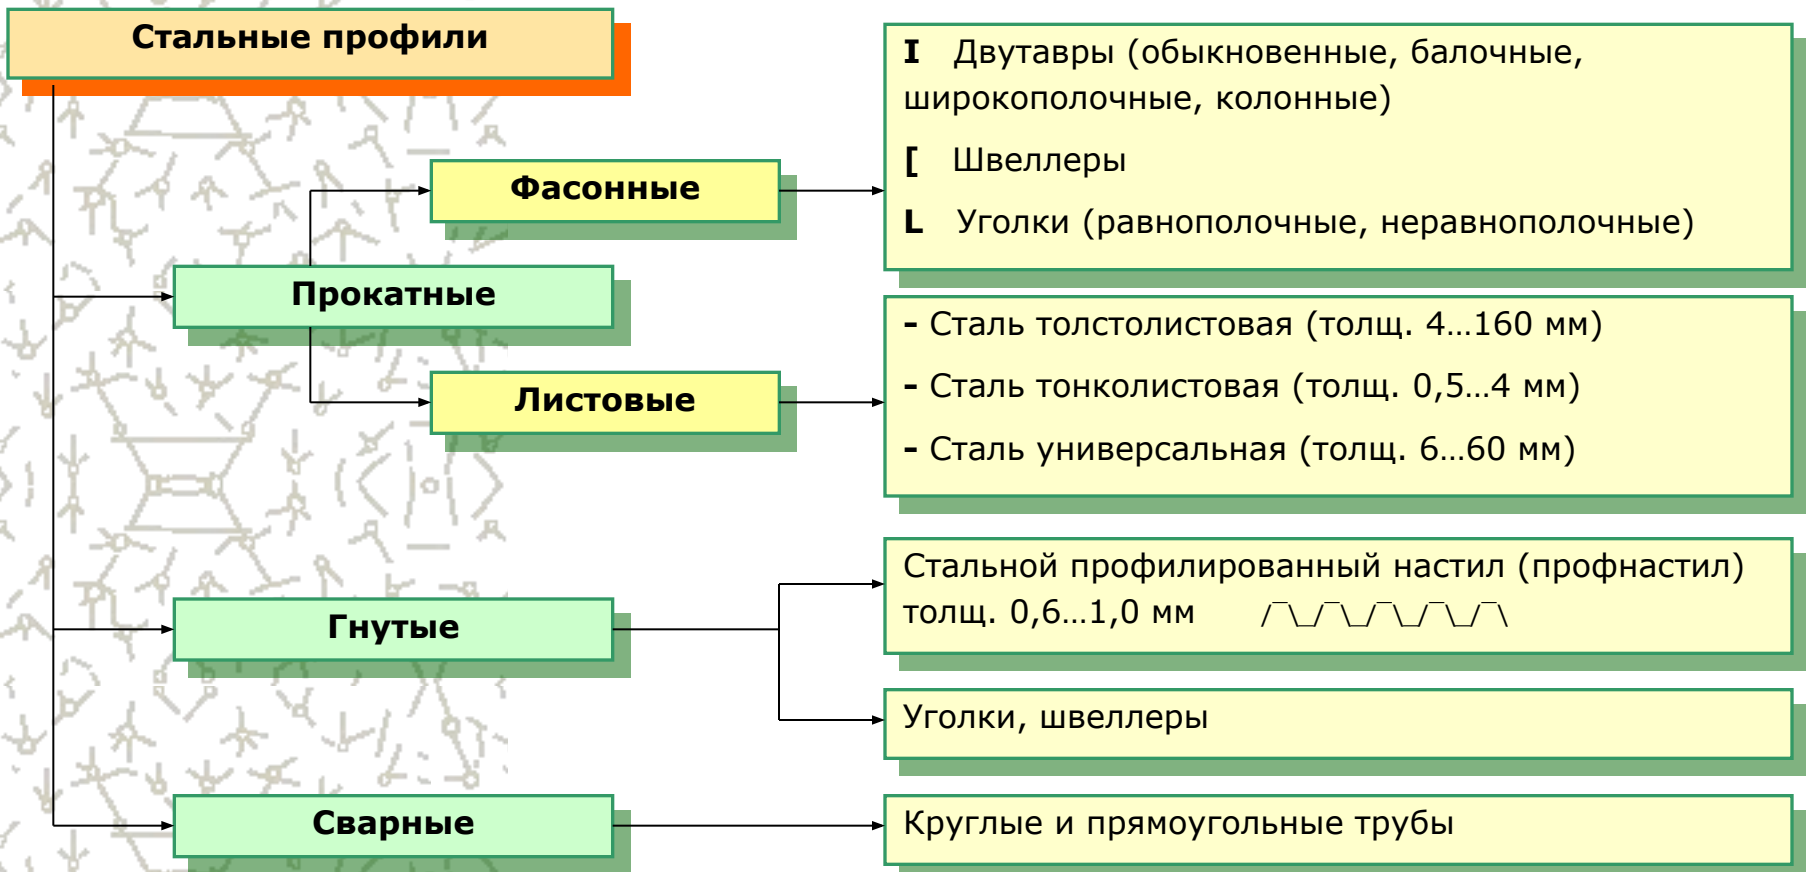 Стальные профили
I Двутавры (обыкновенные, балочные,
широкополочные, колонные)
[ Швеллеры
L Уголки (равнополочные, неравнополочные)
Фасонные
Прокатные
- Сталь толстолистовая (толщ. 4…160 мм)
- Сталь тонколистовая (толщ. 0,5…4 мм)
- Сталь универсальная (толщ. 6…60 мм)
Листовые
Стальной профилированный настил (профнастил)
толщ. 0,6…1,0 мм /¯\_/¯\_/¯\_/¯\_/¯\
Гнутые
Уголки, швеллеры
Сварные
Круглые и прямоугольные трубы